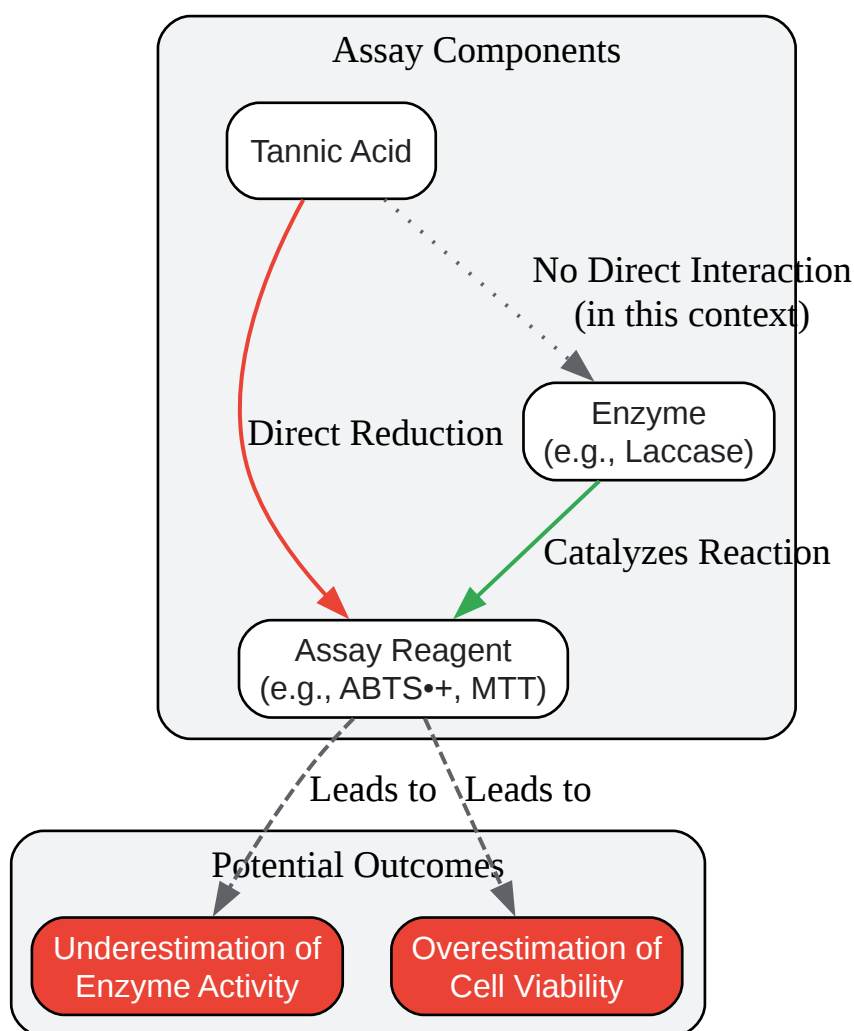 Assay Components
Tannic Acid
No Direct Interaction
(in this context)
Enzyme
(e.g., Laccase)
Direct Reduction
Catalyzes Reaction
Assay Reagent
(e.g., ABTS•+, MTT)
Leads to
Leads to
Potential Outcomes
Underestimation of
Enzyme Activity
Overestimation of
Cell Viability